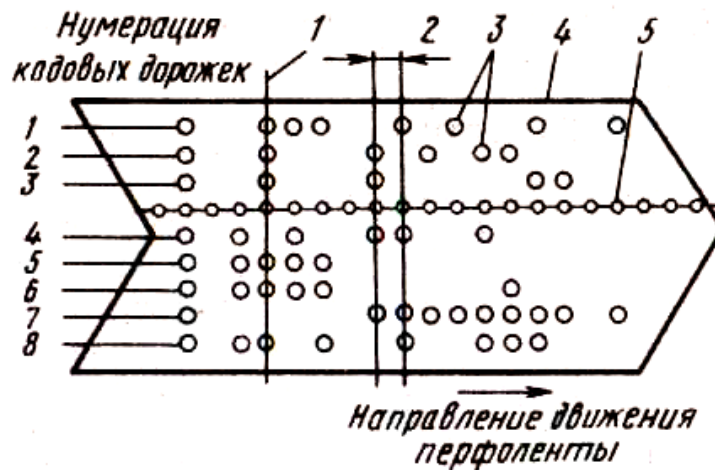 Нумерация
кодовых дорожек
1 2 3 4 5
1
2
3
4
5
6
7
8
Направление движения
перфоленты